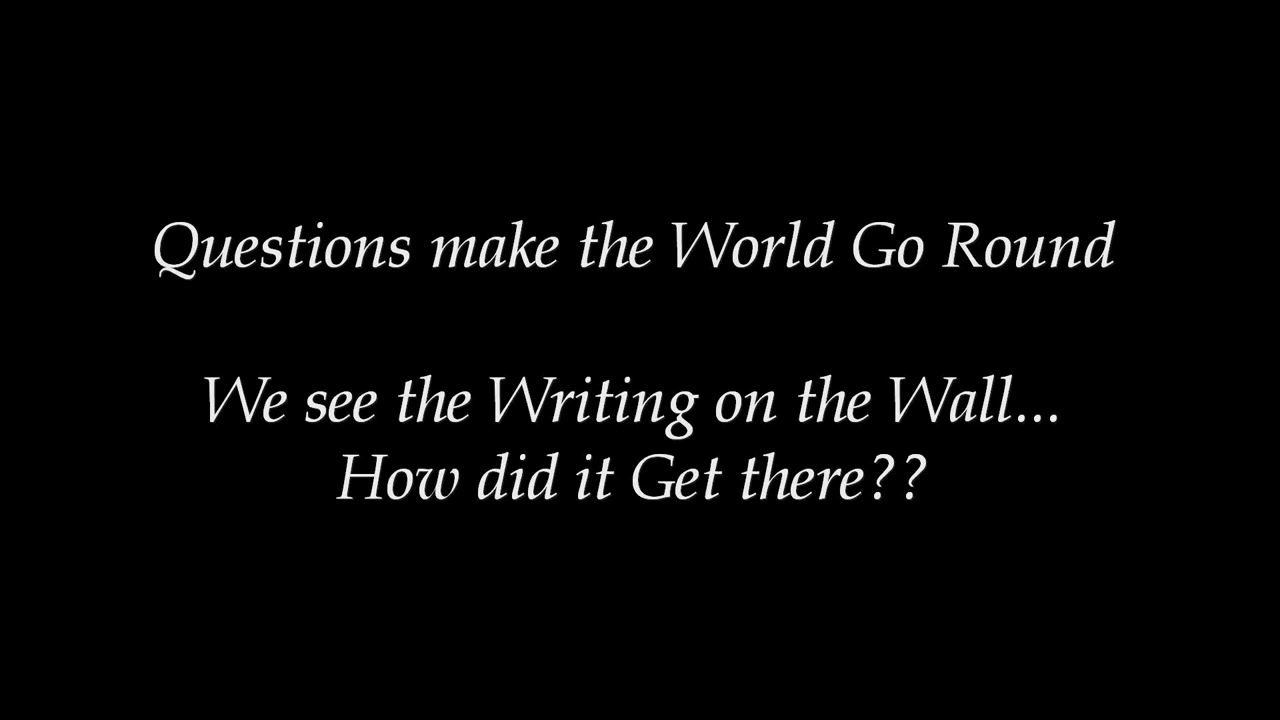 Questions make the World Go Round
We see the Writing on the Wall...
How did it Get there??